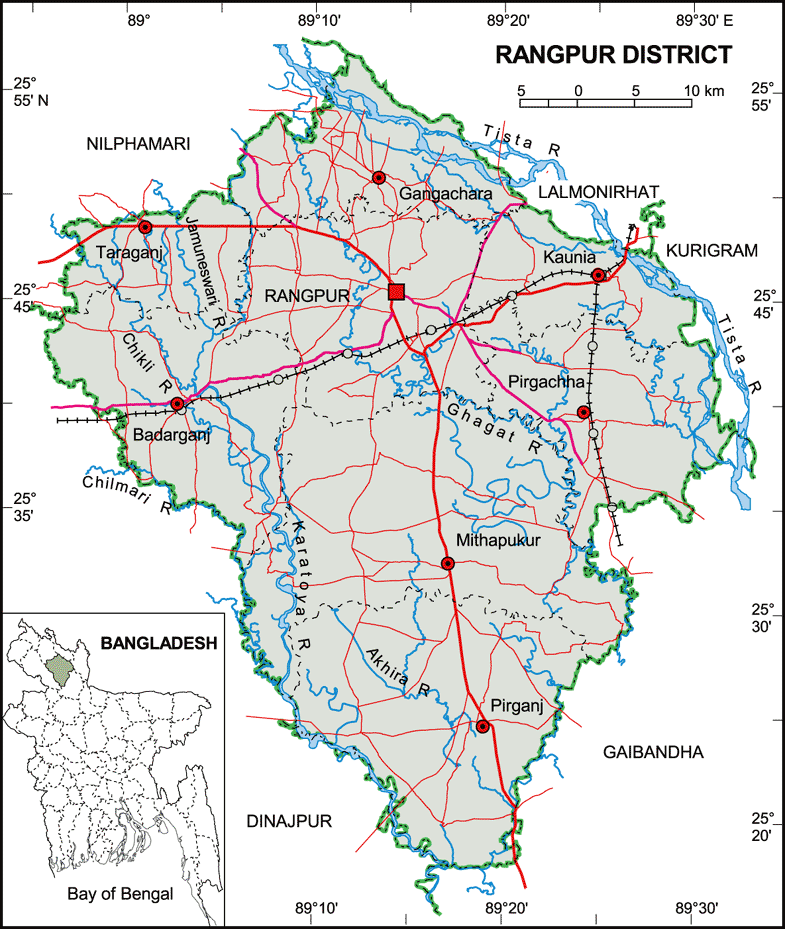 89°
89°10'
89°20'
89°30' E
RANGPUR DISTRICT
25°
55' N
25°
55'
5 0 5 10 km
NILPHAMARI
Tista R
Gangachara
LALMONIRHAT
Taraganj
Jamuneswari R
Kaunia
KURIGRAM
RANGPUR
25°
45'
25°
45'
Tista R
Chikli R
Pirgachha
Badarganj
Ghagat R
Chilmari R
25°
35'
Karatoya R
Mithapukur
25°
30'
BANGLADESH
Akhira R
Pirganj
GAIBANDHA
DINAJPUR
25°
20'
Bay of Bengal
89°10'
89°20'
89°30'